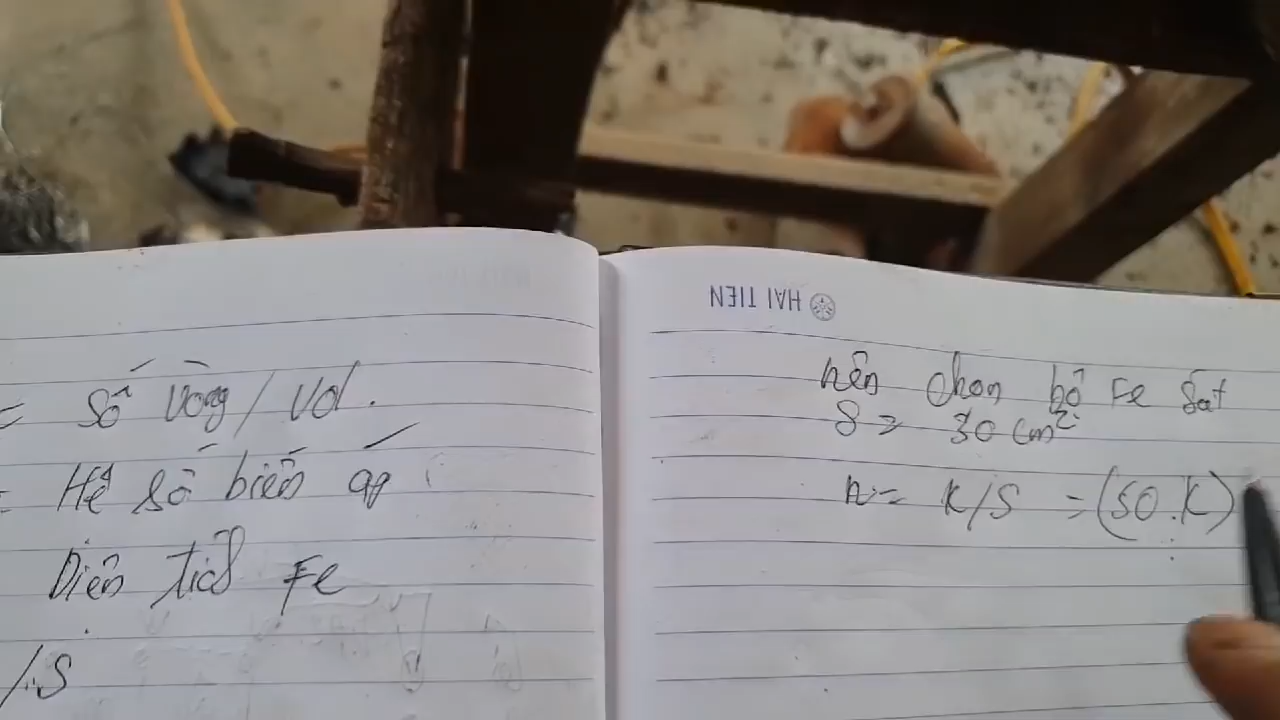 = Số vòng / Vol.
= Hệ số biến áp
Diện tích Fe
/S
HAI TIEN
nên chọn bộ Fe sắt
S = 30 cm²
n = K/S = (50.K)